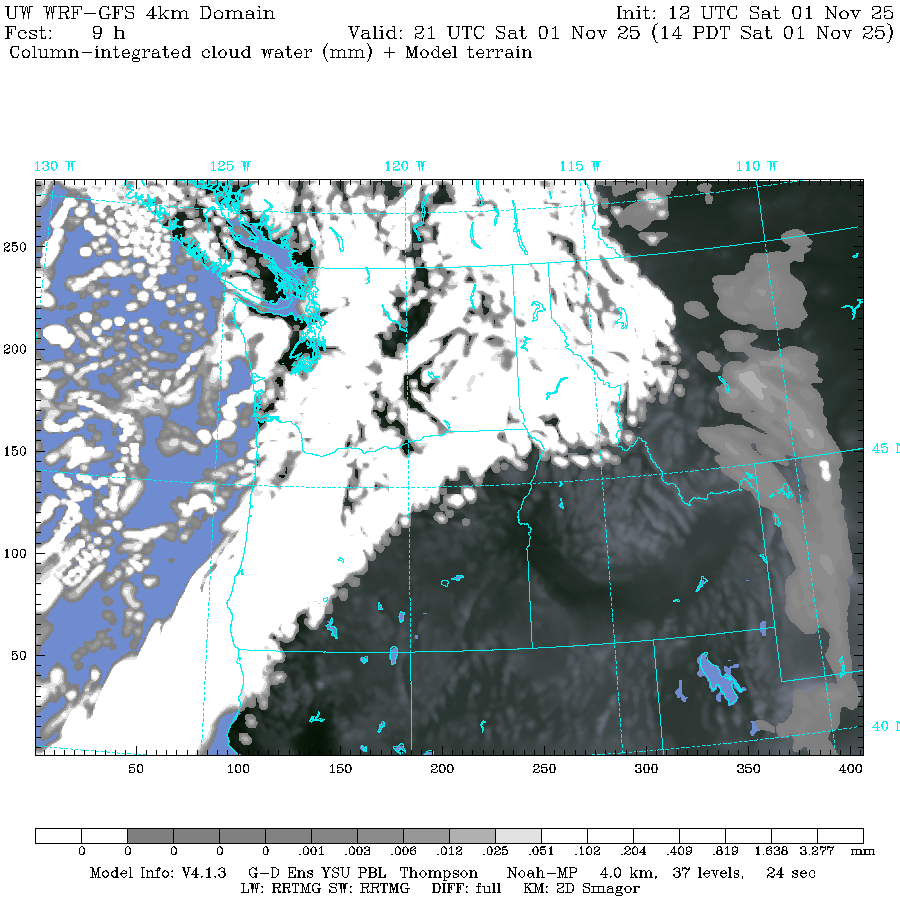 UW WRF-GFS 4km Domain Init: 12 UTC Sat 01 Nov 25
Fcst: 9 h Valid: 21 UTC Sat 01 Nov 25 (14 PDT Sat 01 Nov 25)
Column-integrated cloud water (mm) + Model terrain
130 W 125 W 120 W 115 W 110 W
250
200
150 45 N
100
50
40 N
50 100 150 200 250 300 350 400
0 0 0 0 0 .001 .003 .006 .012 .025 .051 .102 .204 .409 .819 1.638 3.277 mm
Model Info: V4.1.3 G-D Ens YSU PBL Thompson Noah-MP 4.0 km, 37 levels, 24 sec
LW: RRTMG SW: RRTMG DIFF: full KM: 2D Smagor